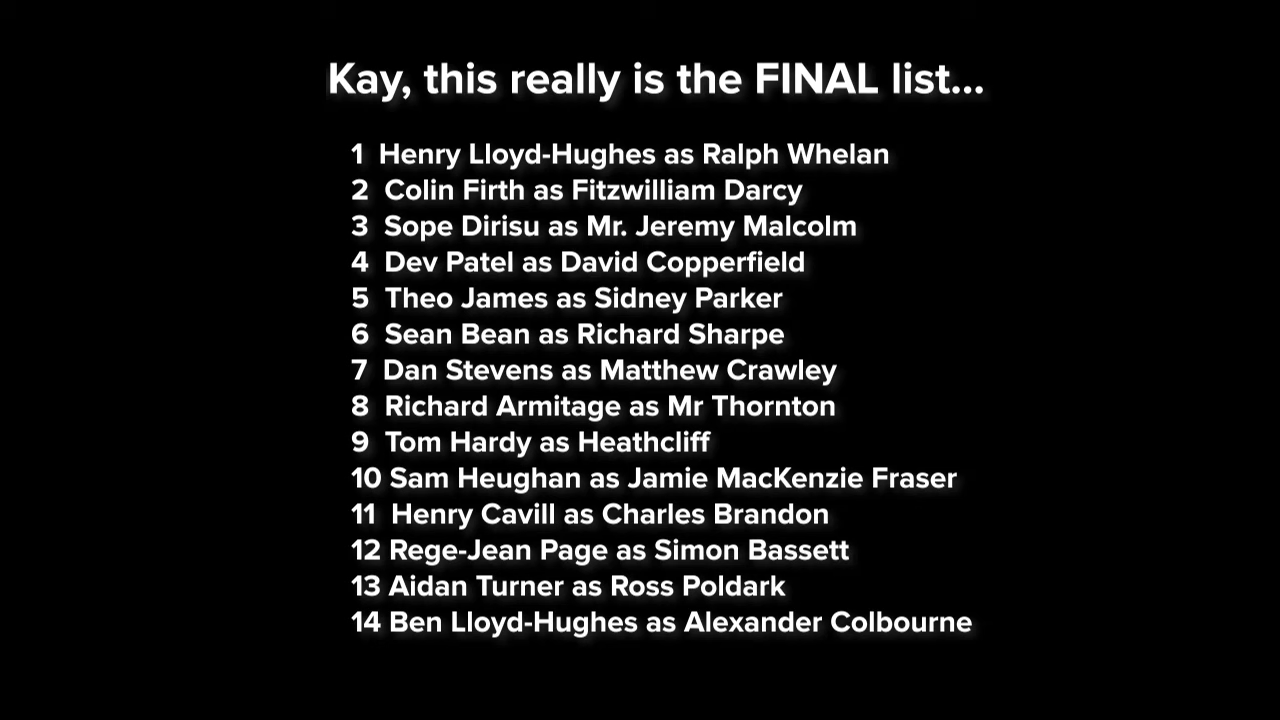 Kay, this really is the FINAL list...
1 Henry Lloyd-Hughes as Ralph Whelan
2 Colin Firth as Fitzwilliam Darcy
3 Sope Dirisu as Mr. Jeremy Malcolm
4 Dev Patel as David Copperfield
5 Theo James as Sidney Parker
6 Sean Bean as Richard Sharpe
7 Dan Stevens as Matthew Crawley
8 Richard Armitage as Mr Thornton
9 Tom Hardy as Heathcliff
10 Sam Heughan as Jamie MacKenzie Fraser
11 Henry Cavill as Charles Brandon
12 Rege-Jean Page as Simon Bassett
13 Aidan Turner as Ross Poldark
14 Ben Lloyd-Hughes as Alexander Colbourne